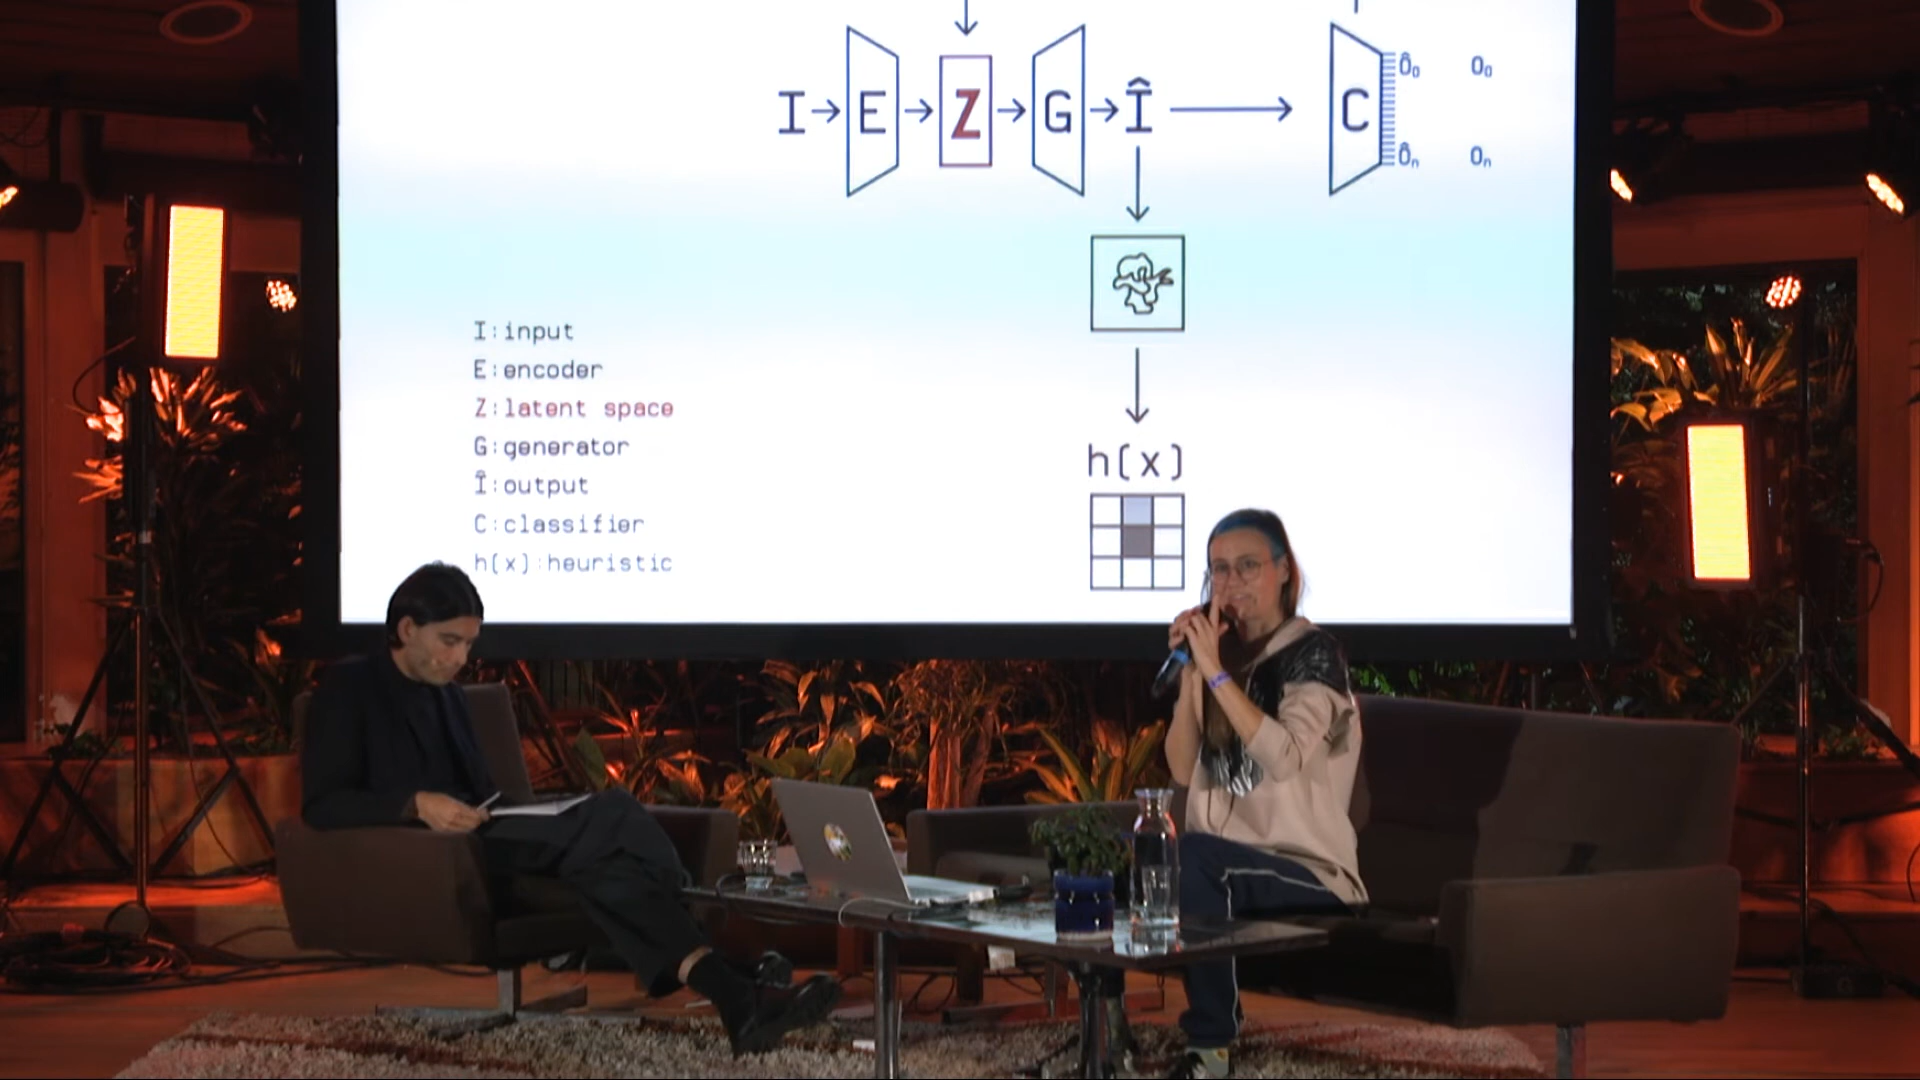 I → E → Z → G → Î → C ô₀ o₀
ôₙ oₙ
I:input
E:encoder
Z:latent space
G:generator
Î:output
C:classifier
h(x):heuristic
h(x)